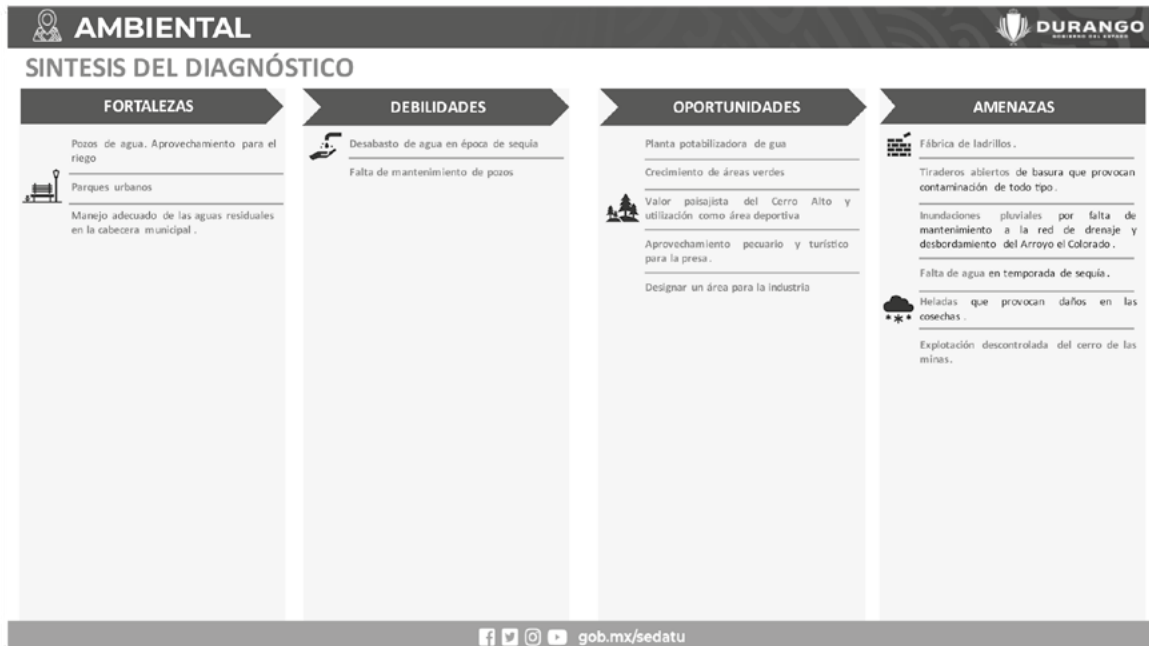 AMBIENTAL
DURANGO
GOBIERNO DEL ESTADO
SINTESIS DEL DIAGNÓSTICO
FORTALEZAS
Pozos de agua. Aprovechamiento para el
riego
Parques urbanos
Manejo adecuado de las aguas residuales
en la cabecera municipal .
DEBILIDADES
Desabasto de agua en época de sequia
Falta de mantenimiento de pozos
OPORTUNIDADES
Planta potabilizadora de gua
Crecimiento de áreas verdes
Valor paisajista del Cerro Alto y
utilización como área deportiva
Aprovechamiento pecuario y turístico
para la presa .
Designar un área para la industria
AMENAZAS
Fábrica de ladrillos .
Tiraderos abiertos de basura que provocan
contaminación de todo tipo .
Inundaciones pluviales por falta de
mantenimiento a la red de drenaje y
desbordamiento del Arroyo el Colorado .
Falta de agua en temporada de sequía .
Heladas que provocan daños en las
cosechas .
Explotación descontrolada del cerro de las
minas.
gob.mx/sedatu